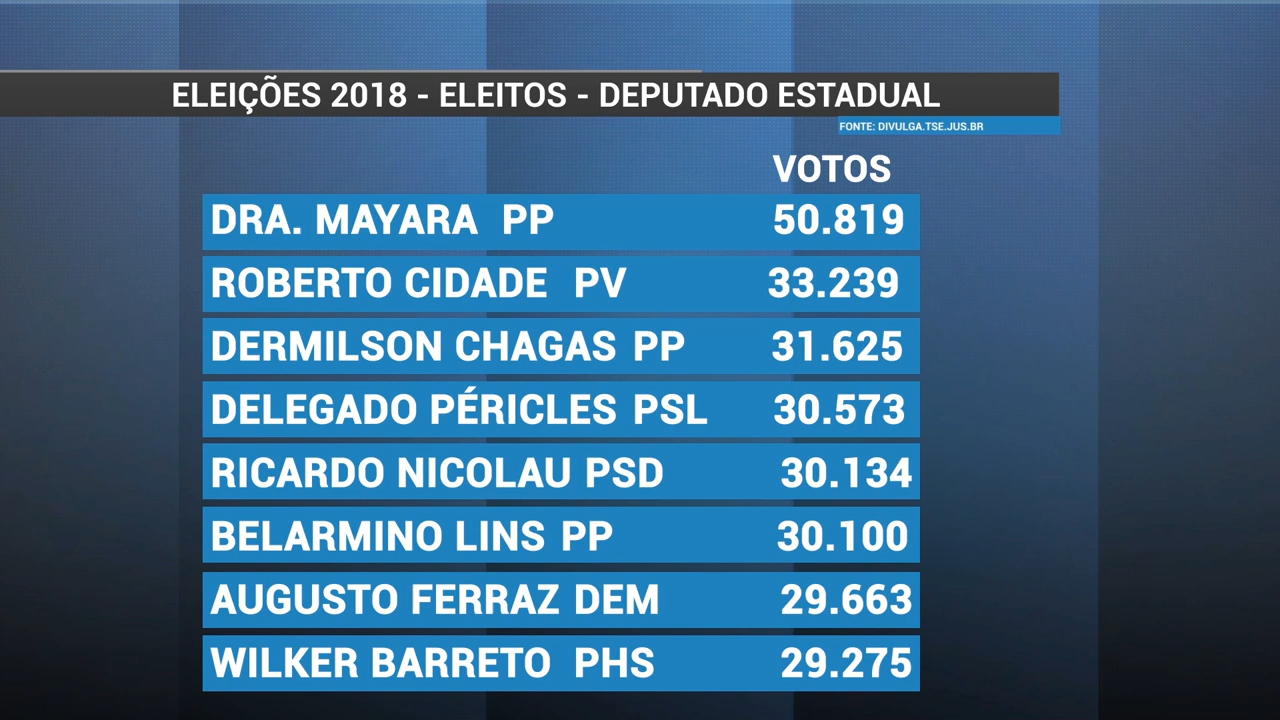 ELEIÇÕES 2018 - ELEITOS - DEPUTADO ESTADUAL
FONTE: DIVULGA.TSE.JUS.BR
VOTOS
DRA. MAYARA PP 50.819
ROBERTO CIDADE PV 33.239
DERMILSON CHAGAS PP 31.625
DELEGADO PÉRICLES PSL 30.573
RICARDO NICOLAU PSD 30.134
BELARMINO LINS PP 30.100
AUGUSTO FERRAZ DEM 29.663
WILKER BARRETO PHS 29.275